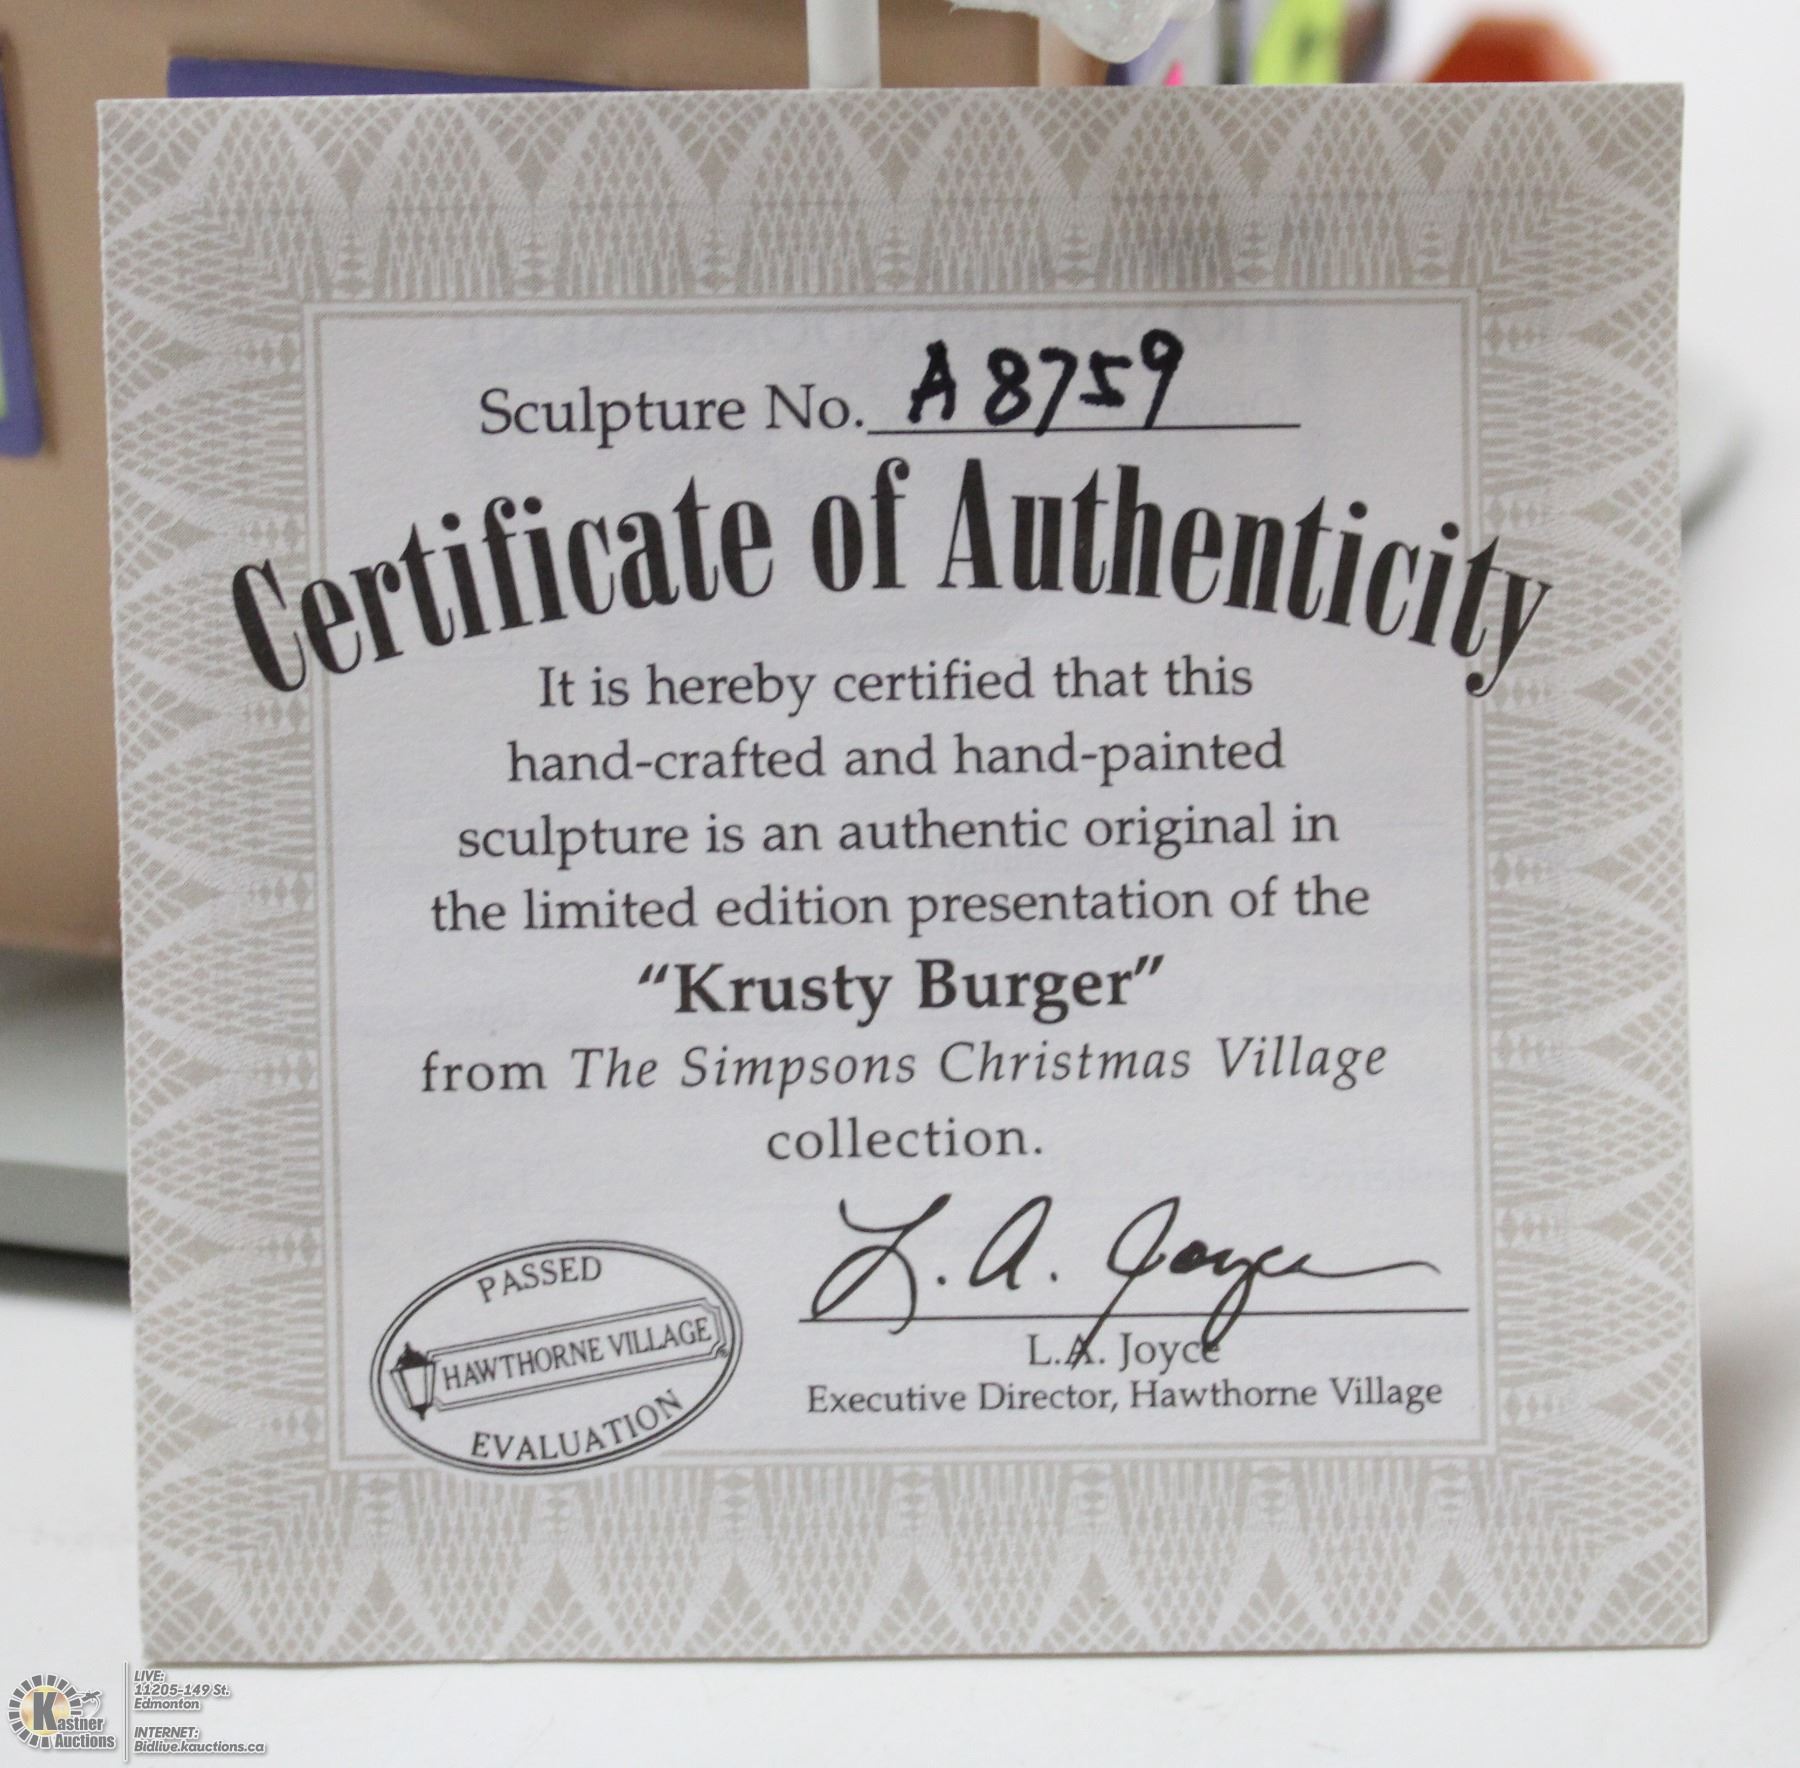 Sculpture No. A8759
Certificate of Authenticity
It is hereby certified that this
hand-crafted and hand-painted
sculpture is an authentic original in
the limited edition presentation of the
“Krusty Burger”
from The Simpsons Christmas Village
collection.
L. A. Joyce
L.A. Joyce
Executive Director, Hawthorne Village
PASSED
HAWTHORNE VILLAGE
EVALUATION
Kastner
Auctions
LIVE:
11205-149 St.
Edmonton
INTERNET:
Bidlive.kauctions.ca